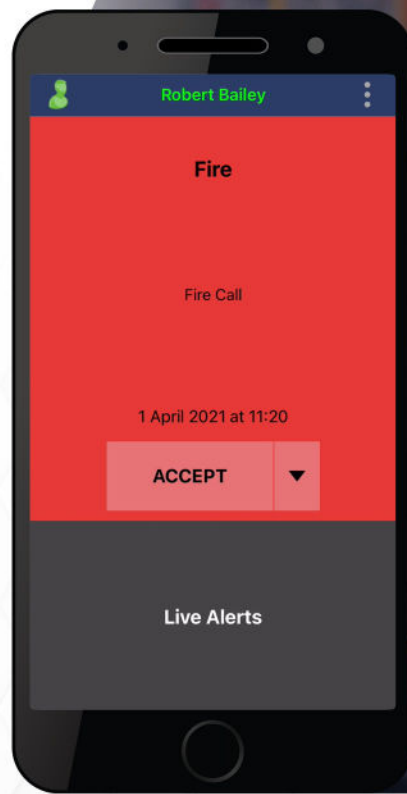 Robert Bailey
Fire
Fire Call
1 April 2021 at 11:20
ACCEPT
Live Alerts